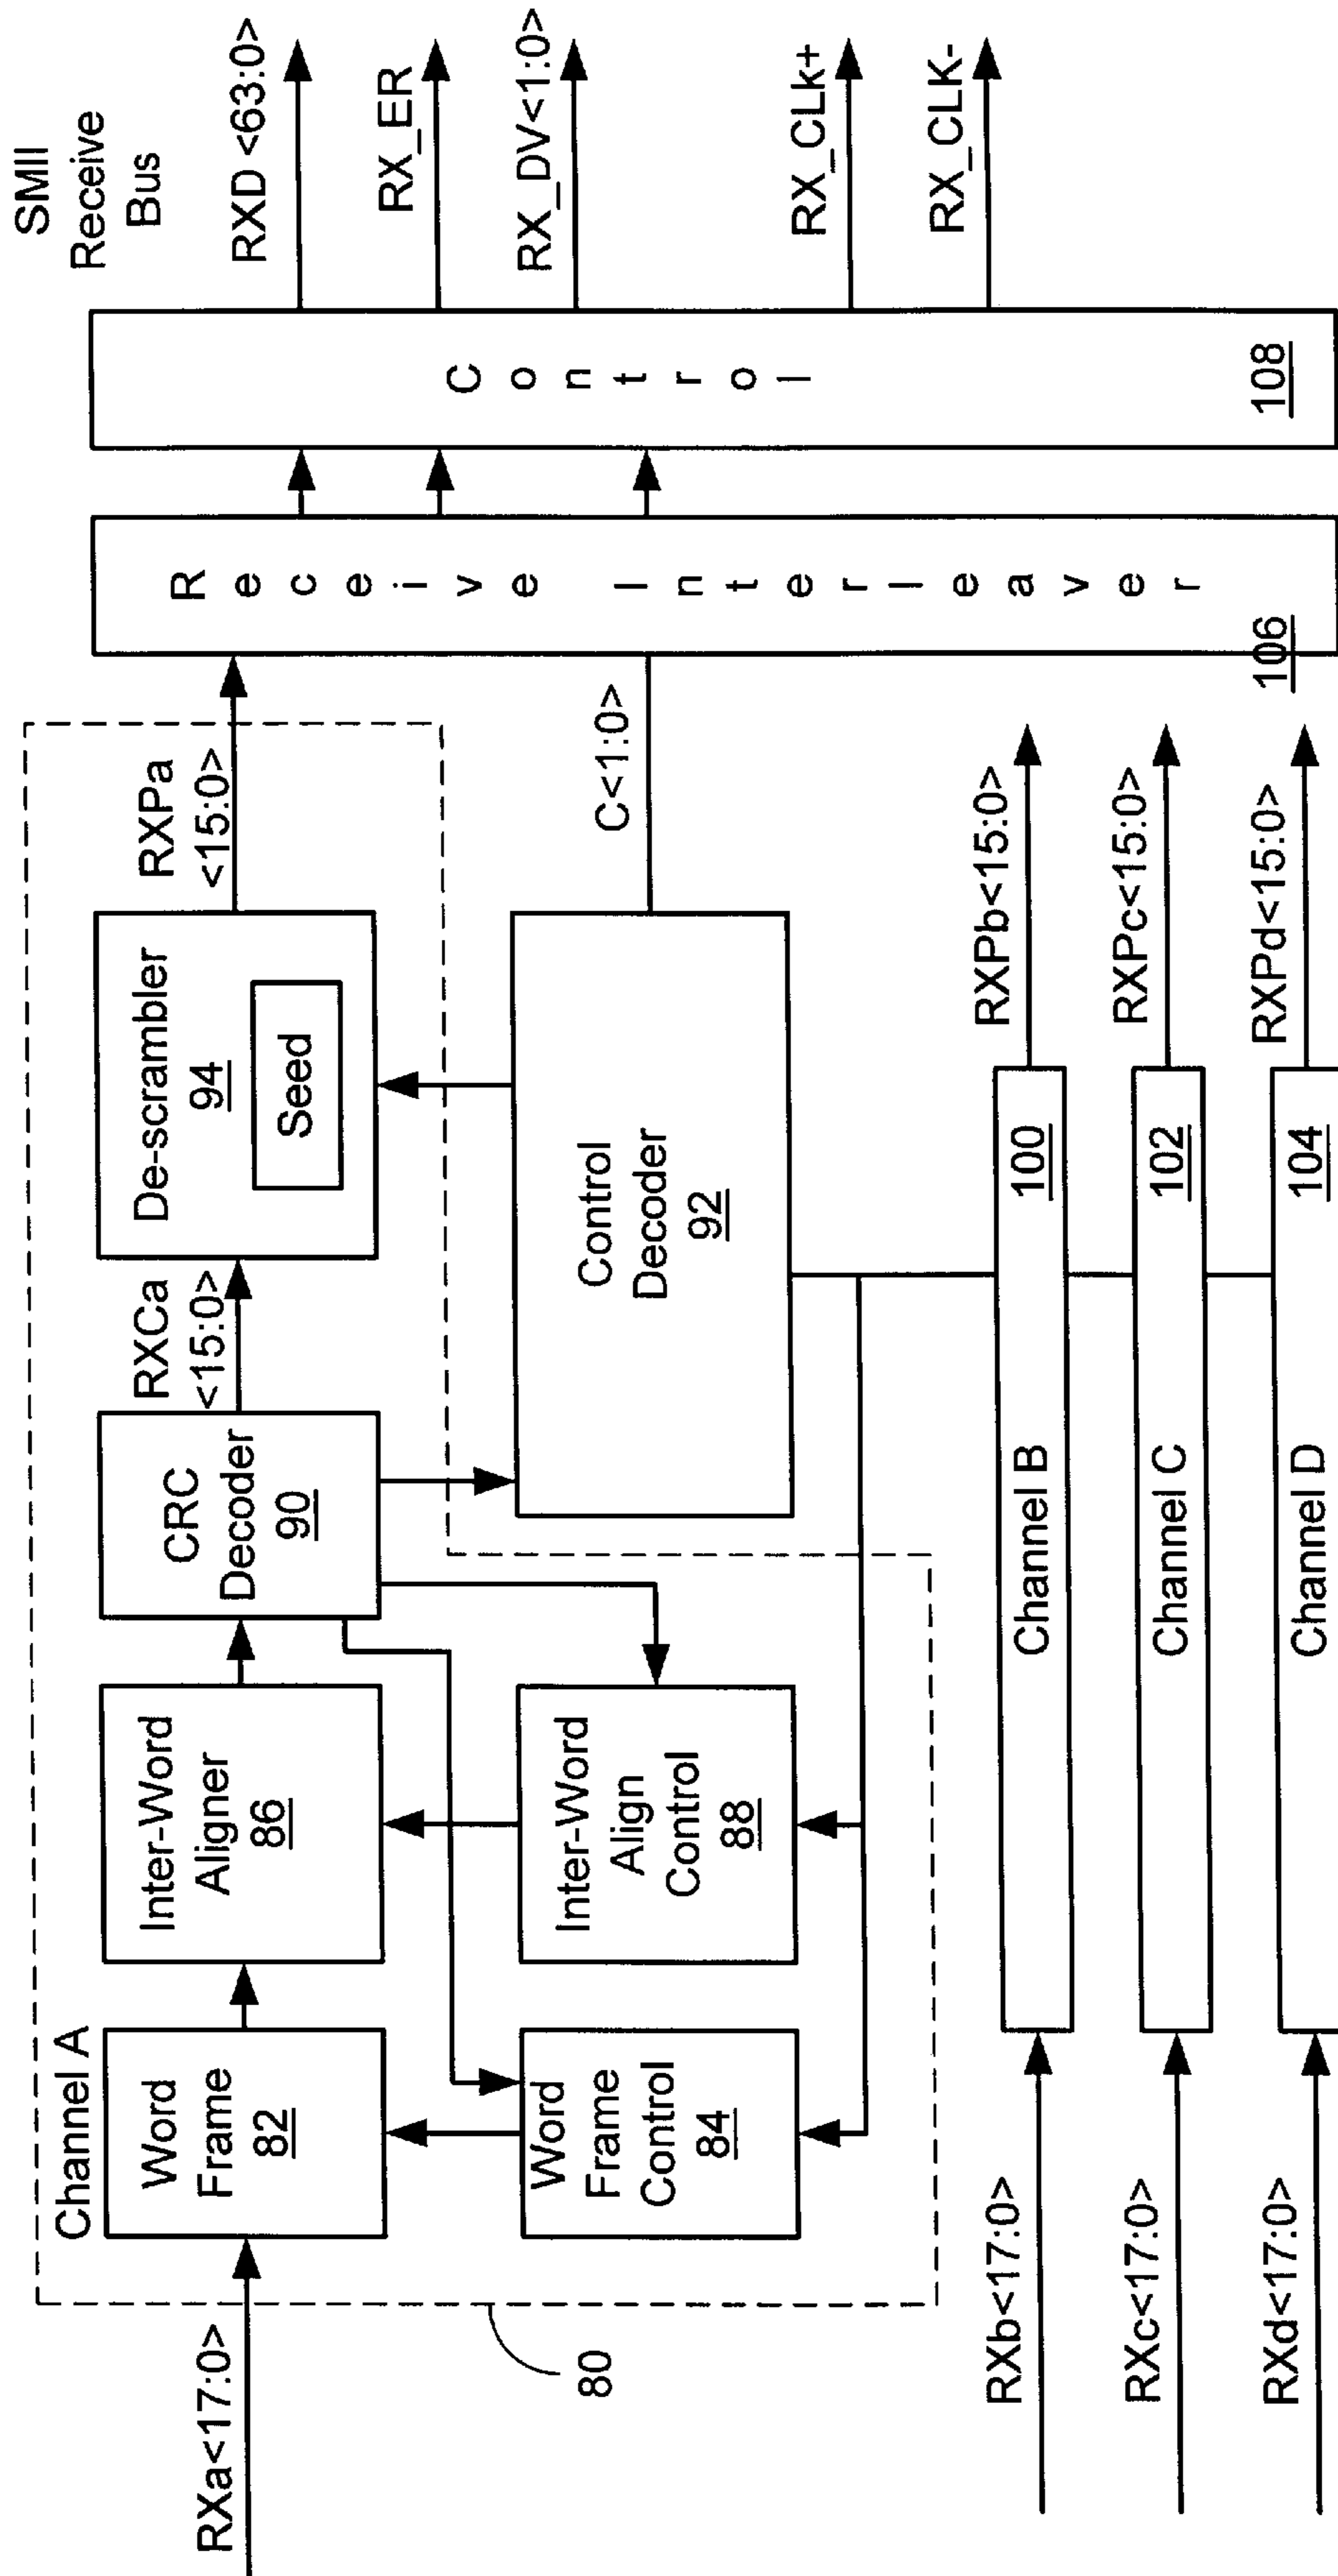 SMII
Receive
Bus
RXD <63:0>
RX_ER
RX_DV<1:0>
RX_CLk+
RX_CLK-
Control
108
Receive Interleaver
106
RXPa
<15:0>
C<1:0>
RXPb<15:0>
RXPc<15:0>
RXPd<15:0>
De-scrambler
94
Seed
Control
Decoder
92
RXCa
<15:0>
CRC
Decoder
90
Inter-Word
Aligner
86
Inter-Word
Align
Control
88
Channel A
Word
Frame
82
Word
Frame
Control
84
80
RXa<17:0>
Channel B
100
Channel C
102
Channel D
104
RXb<17:0>
RXc<17:0>
RXd<17:0>